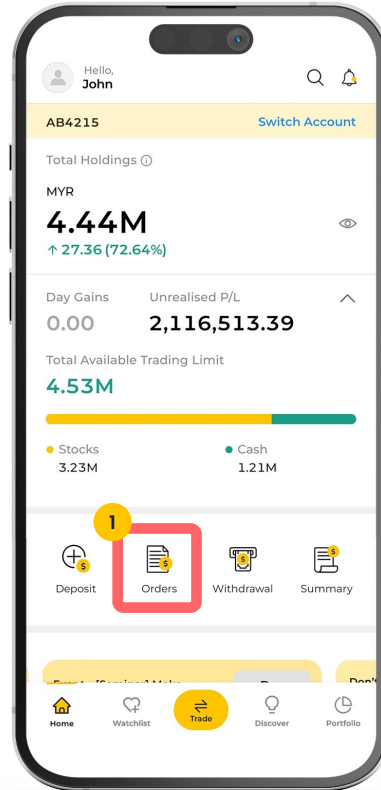 Hello,
John
AB4215 Switch Account
Total Holdings
MYR
4.44M
↑ 27.36 (72.64%)
Day Gains Unrealised P/L
0.00 2,116,513.39
Total Available Trading Limit
4.53M
Stocks Cash
3.23M 1.21M
1
Deposit Orders Withdrawal Summary
Don't
Home Watchlist Trade Discover Portfolio